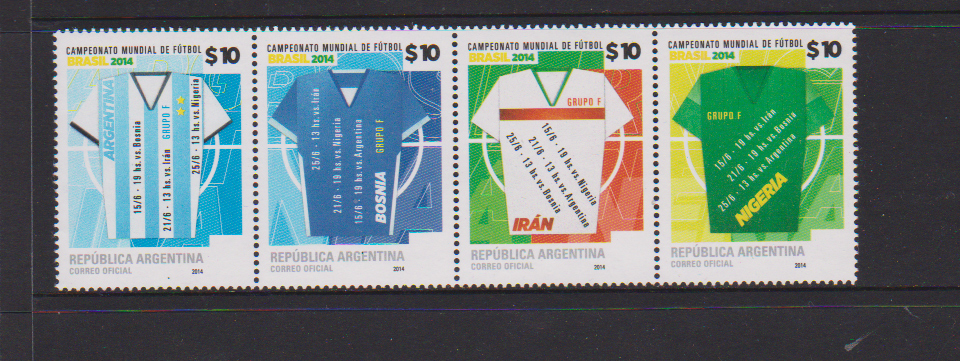 CAMPEONATO MUNDIAL DE FÚTBOL
BRASIL 2014
$10
ARGENTINA
15/6 · 19 hs. vs. Bosnia
21/6 · 13 hs. vs. Irán
GRUPO F
25/6 · 13 hs. vs. Nigeria
REPÚBLICA ARGENTINA
CORREO OFICIAL
2014
CAMPEONATO MUNDIAL DE FÚTBOL
2014
$10
25/6 · 13 hs. vs. Irán
21/6 · 19 hs. vs. Nigeria
15/6 · 19 hs. vs. Argentina
GRUPO F
BOSNIA
REPÚBLICA ARGENTINA
CORREO OFICIAL
2014
CAMPEONATO MUNDIAL DE FÚTBOL
BRASIL 2014
$10
GRUPO F
15/6 · 19 hs. vs. Nigeria
21/6 · 13 hs. vs. Argentina
25/6 · 13 hs. vs. Bosnia
IRÁN
REPÚBLICA ARGENTINA
CORREO OFICIAL
2014
CAMPEONATO MUNDIAL DE FÚTBOL
BRASIL 2014
$10
GRUPO F
15/6 · 19 hs. vs. Irán
21/6 · 19 hs. vs. Bosnia
25/6 · 13 hs. vs. Argentina
NIGERIA
REPÚBLICA ARGENTINA
CORREO OFICIAL
2014